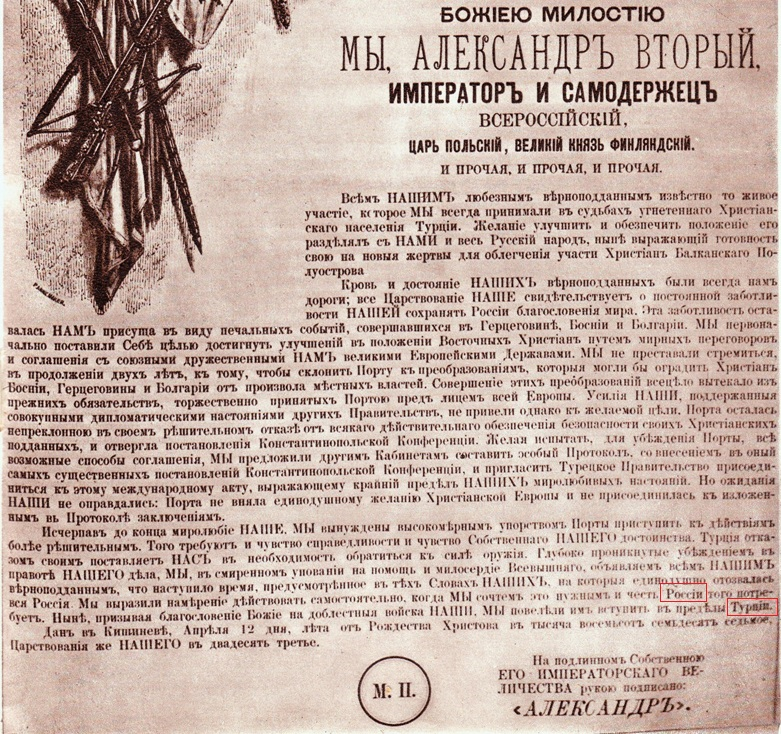 БОЖІЕЮ МИЛОСТІЮ
МЫ, АЛЕКСАНДРЪ ВТОРЫЙ,
ИМПЕРАТОРЪ И САМОДЕРЖЕЦЪ
ВСЕРОССІЙСКІЙ,
ЦАРЬ ПОЛЬСКІЙ, ВЕЛИКІЙ КНЯЗЬ ФИНЛЯНДСКІЙ.
И ПРОЧАЯ, И ПРОЧАЯ, И ПРОЧАЯ.
Всѣмъ НАШИМЪ любезнымъ вѣрноподданнымъ извѣстно то живое
участіе, которое МЫ всегда принимали въ судьбахъ угнетеннаго Христіан-
скаго населенія Турціи. Желаніе улучшить и обезпечить положеніе его
раздѣлялъ съ НАМИ и весь Русскій народъ, нынѣ выражающій готовность
свою на новыя жертвы для облегченія участи Христіанъ Балканскаго По-
луострова
Кровь и достояніе НАШИХЪ вѣрноподданныхъ были всегда намъ
дороги; все Царствованіе НАШЕ свидѣтельствуетъ о постоянной заботли-
вости НАШЕЙ сохранять Россіи благословенія мира. Эта заботливость оста-
валась НАМЪ присуща въ виду печальныхъ событій, совершавшихся въ Герцеговинѣ, Босніи и Болгаріи. МЫ первона-
чально поставили Себѣ цѣлью достигнуть улучшеній въ положеніи Восточныхъ Христіанъ путемъ мирныхъ переговоровъ
и соглашенія съ союзными дружественными НАМЪ великими Европейскими Державами. МЫ не преставали стремиться,
въ продолженіи двухъ лѣтъ, къ тому, чтобы склонить Порту къ преобразованіямъ, которыя могли бы оградить Христіанъ
Босніи, Герцеговины и Болгаріи отъ произвола мѣстныхъ властей. Совершеніе этихъ преобразованій всецѣло вытекало изъ
прежнихъ обязательствъ, торжественно принятыхъ Портою предъ лицемъ всей Европы. Усилія НАШИ, поддержанныя
совокупными дипломатическими настояніями другихъ Правительствъ, не привели однако къ желаемой цѣли. Порта осталась
непреклонною въ своемъ рѣшительномъ отказѣ отъ всякаго дѣйствительнаго обезпеченія безопасности своихъ Христіанскихъ
подданныхъ, и отвергла постановленія Константинопольской Конференціи. Желая испытать, для убѣжденія Порты, всѣ
возможные способы соглашенія, МЫ предложили другимъ Кабинетамъ составить особый Протоколъ, со внесеніемъ въ оный
самыхъ существенныхъ постановленій Константинопольской Конференціи, и пригласить Турецкое Правительство присоеди-
ниться къ этому международному акту, выражающему крайній предѣлъ НАШИХЪ миролюбивыхъ настояній. Но ожиданія
НАШИ не оправдались: Порта не вняла единодушному желанію Христіанской Европы и не присоединилась къ изложен-
нымъ въ Протоколѣ заключеніямъ.
Исчерпавъ до конца миролюбіе НАШЕ, МЫ вынуждены высокомѣрнымъ упорствомъ Порты приступить къ дѣйствіямъ
болѣе рѣшительнымъ. Того требуютъ и чувство справедливости и чувство Собственнаго НАШЕГО достоинства. Турція отка-
зомъ своимъ поставляетъ НАСЪ въ необходимость обратиться къ силѣ оружія. Глубоко проникнутые убѣжденіемъ въ
правотѣ НАШЕГО дѣла, МЫ, въ смиренномъ упованіи на помощь и милосердіе Всевышняго, объявляемъ всѣмъ НАШИМЪ
вѣрноподданнымъ, что наступило время, предусмотрѣнное въ тѣхъ Словахъ НАШИХЪ, на которыя единодушно отозвалась
вся Россія. Мы выразили намѣреніе дѣйствовать самостоятельно, когда МЫ сочтемъ это нужнымъ и честь Россіи того потре-
буетъ. Нынѣ, призывая благословеніе Божіе на доблестныя войска НАШИ, МЫ повелѣли имъ вступить въ предѣлы Турціи.
Данъ въ Кишиневѣ, Апрѣля 12 дня, лѣта отъ Рождества Христова въ тысяча восемьсотъ семьдесятъ седьмое,
Царствованія же НАШЕГО въ двадцать третье.
На подлинномъ Собственною
ЕГО ИМПЕРАТОРСКАГО ВЕ-
ЛИЧЕСТВА рукою подписано:
«АЛЕКСАНДРЪ».
М. П.